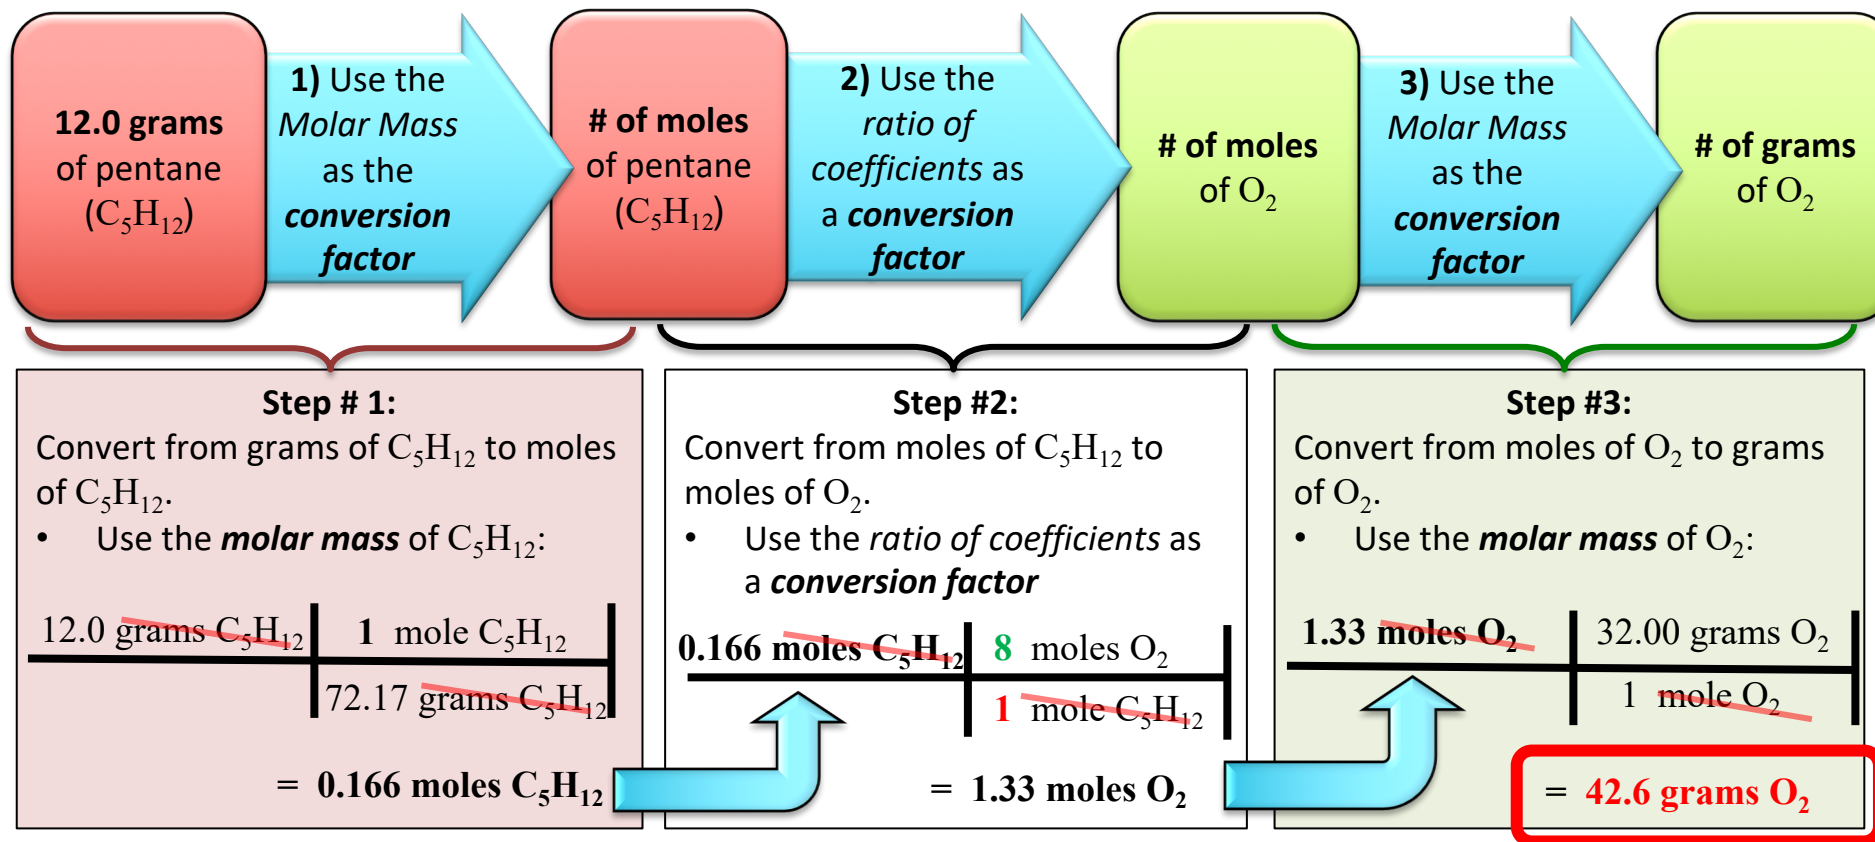 12.0 grams
of pentane
(C₅H₁₂)
1) Use the
Molar Mass
as the
conversion
factor
# of moles
of pentane
(C₅H₁₂)
2) Use the
ratio of
coefficients as
a conversion
factor
# of moles
of O₂
3) Use the
Molar Mass
as the
conversion
factor
# of grams
of O₂
Step # 1:
Convert from grams of C₅H₁₂ to moles
of C₅H₁₂.
• Use the molar mass of C₅H₁₂:
12.0 grams C₅H₁₂ 1 mole C₅H₁₂
72.17 grams C₅H₁₂
= 0.166 moles C₅H₁₂
Step #2:
Convert from moles of C₅H₁₂ to
moles of O₂.
• Use the ratio of coefficients as
a conversion factor
0.166 moles C₅H₁₂ 8 moles O₂
1 mole C₅H₁₂
= 1.33 moles O₂
Step #3:
Convert from moles of O₂ to grams
of O₂.
• Use the molar mass of O₂:
1.33 moles O₂ 32.00 grams O₂
1 mole O₂
= 42.6 grams O₂